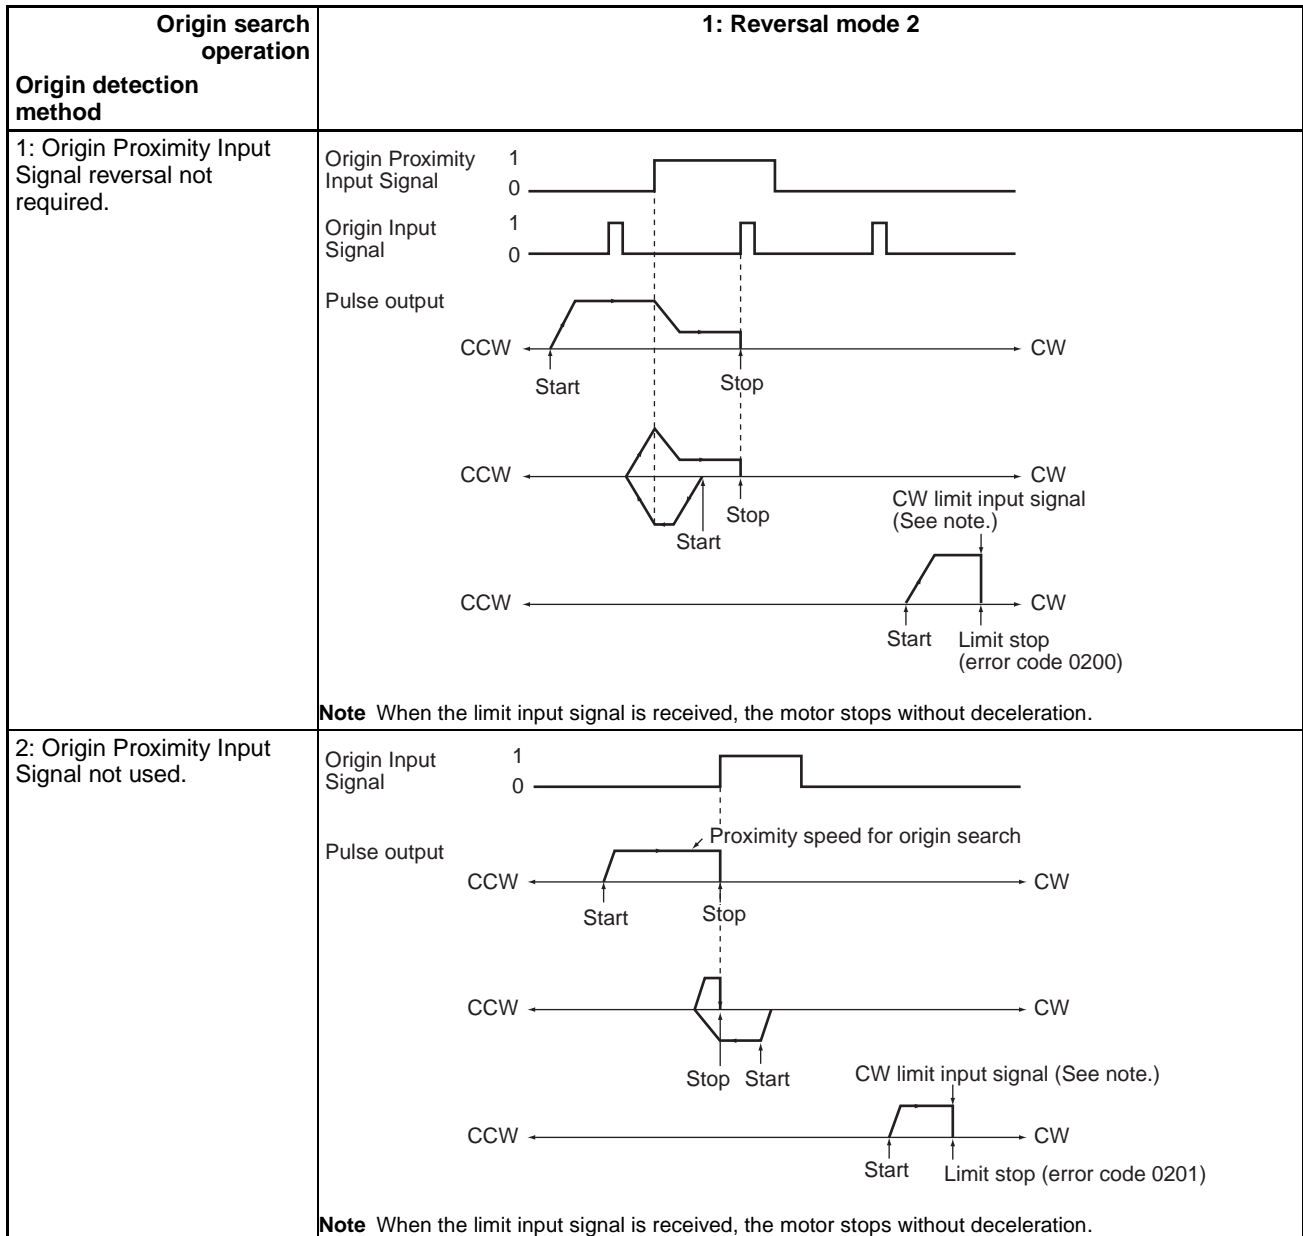 Origin search
operation
Origin detection
method
1: Reversal mode 2
1: Origin Proximity Input
Signal reversal not
required.
Origin Proximity
Input Signal
1
0
Origin Input
Signal
1
0
Pulse output
CCW
CW
Start
Stop
CCW
CW
Stop
Start
CW limit input signal
(See note.)
CCW
CW
Start
Limit stop
(error code 0200)
Note When the limit input signal is received, the motor stops without deceleration.
2: Origin Proximity Input
Signal not used.
Origin Input
Signal
1
0
Pulse output
Proximity speed for origin search
CCW
CW
Start
Stop
CCW
CW
Stop
Start
CW limit input signal (See note.)
CCW
CW
Start
Limit stop (error code 0201)
Note When the limit input signal is received, the motor stops without deceleration.